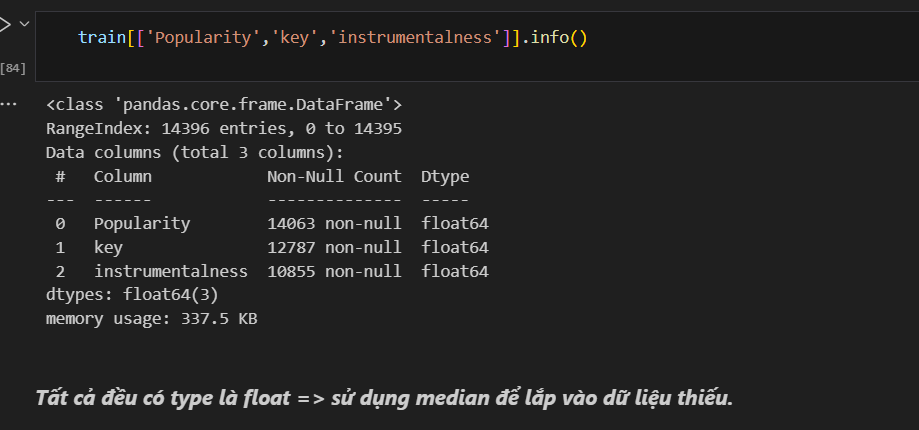 train[['Popularity','key','instrumentalness']].info()
[84]
...
<class 'pandas.core.frame.DataFrame'>
RangeIndex: 14396 entries, 0 to 14395
Data columns (total 3 columns):
 #   Column            Non-Null Count  Dtype
---  ------            --------------  -----
 0   Popularity        14063 non-null  float64
 1   key               12787 non-null  float64
 2   instrumentalness  10855 non-null  float64
dtypes: float64(3)
memory usage: 337.5 KB
Tất cả đều có type là float => sử dụng median để lắp vào dữ liệu thiếu.